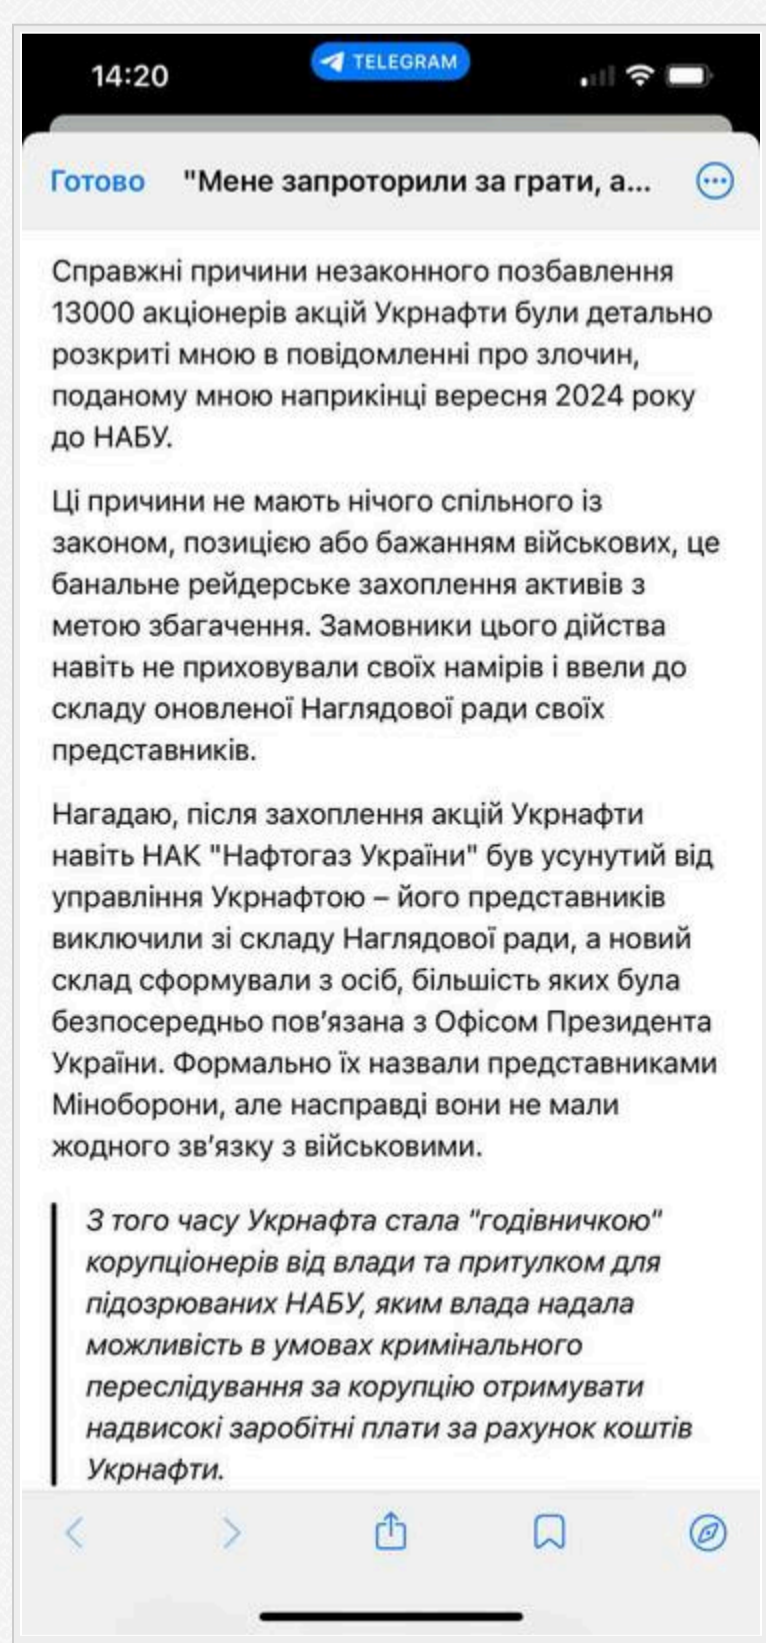 14:20
TELEGRAM
Готово
"Мене запроторили за грати, а...
Справжні причини незаконного позбавлення
13000 акціонерів акцій Укрнафти були детально
розкриті мною в повідомленні про злочин,
поданому мною наприкінці вересня 2024 року
до НАБУ.
Ці причини не мають нічого спільного із
законом, позицією або бажанням військових, це
банальне рейдерське захоплення активів з
метою збагачення. Замовники цього дійства
навіть не приховували своїх намірів і ввели до
складу оновленої Наглядової ради своїх
представників.
Нагадаю, після захоплення акцій Укрнафти
навіть НАК "Нафтогаз України" був усунутий від
управління Укрнафтою – його представників
виключили зі складу Наглядової ради, а новий
склад сформували з осіб, більшість яких була
безпосередньо пов’язана з Офісом Президента
України. Формально їх назвали представниками
Міноборони, але насправді вони не мали
жодного зв’язку з військовими.
З того часу Укрнафта стала "годівничкою"
корупціонерів від влади та притулком для
підозрюваних НАБУ, яким влада надала
можливість в умовах кримінального
переслідування за корупцію отримувати
надвисокі заробітні плати за рахунок коштів
Укрнафти.